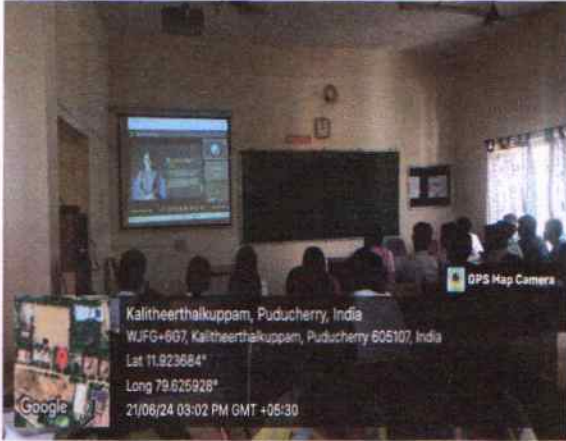 GPS Map Camera
Kalitheerthalkuppam, Puducherry, India
WJFG+6G7, Kalitheerthalkuppam, Puducherry 605107, India
Lat 11.923684°
Long 79.625928°
21/06/24 03:02 PM GMT +05:30
Google